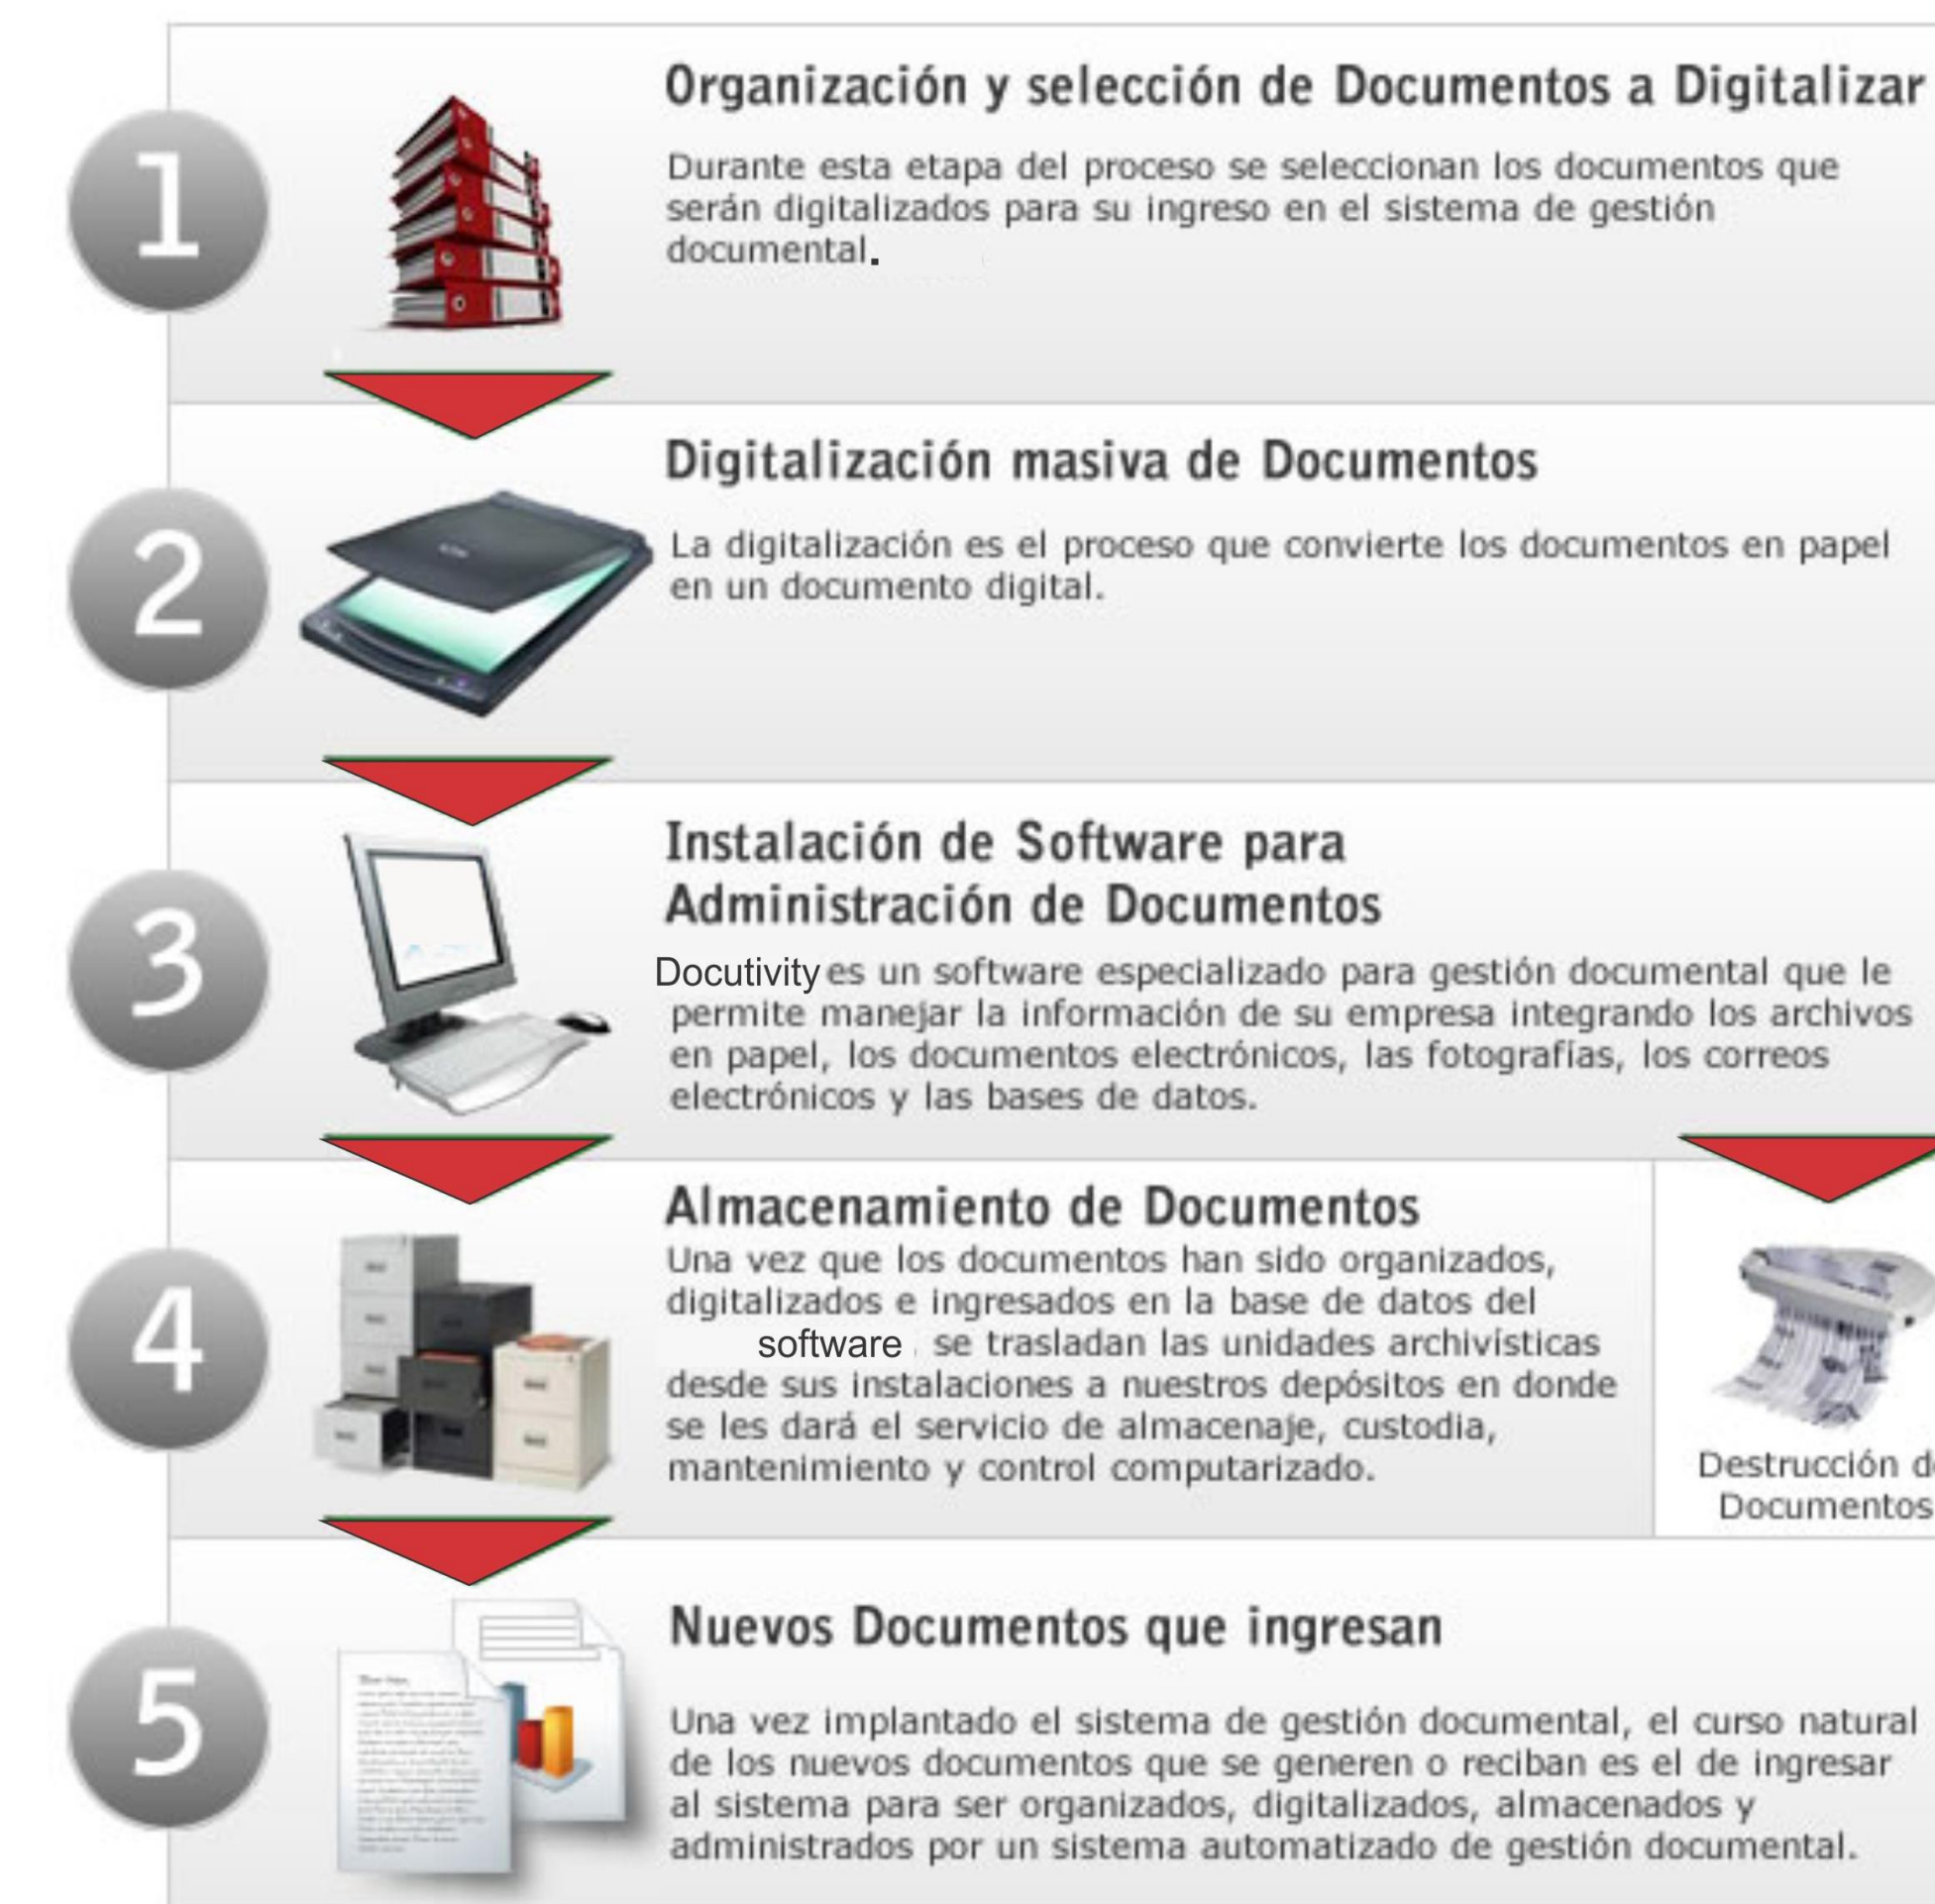 1
Organización y selección de Documentos a Digitalizar
Durante esta etapa del proceso se seleccionan los documentos que
serán digitalizados para su ingreso en el sistema de gestión
documental.
2
Digitalización masiva de Documentos
La digitalización es el proceso que convierte los documentos en papel
en un documento digital.
3
Instalación de Software para
Administración de Documentos
Docutivity es un software especializado para gestión documental que le
permite manejar la información de su empresa integrando los archivos
en papel, los documentos electrónicos, las fotografías, los correos
electrónicos y las bases de datos.
4
Almacenamiento de Documentos
Una vez que los documentos han sido organizados,
digitalizados e ingresados en la base de datos del
software se trasladan las unidades archivísticas
desde sus instalaciones a nuestros depósitos en donde
se les dará el servicio de almacenaje, custodia,
mantenimiento y control computarizado.
Destrucción de
Documentos
5
Nuevos Documentos que ingresan
Una vez implantado el sistema de gestión documental, el curso natural
de los nuevos documentos que se generen o reciban es el de ingresar
al sistema para ser organizados, digitalizados, almacenados y
administrados por un sistema automatizado de gestión documental.